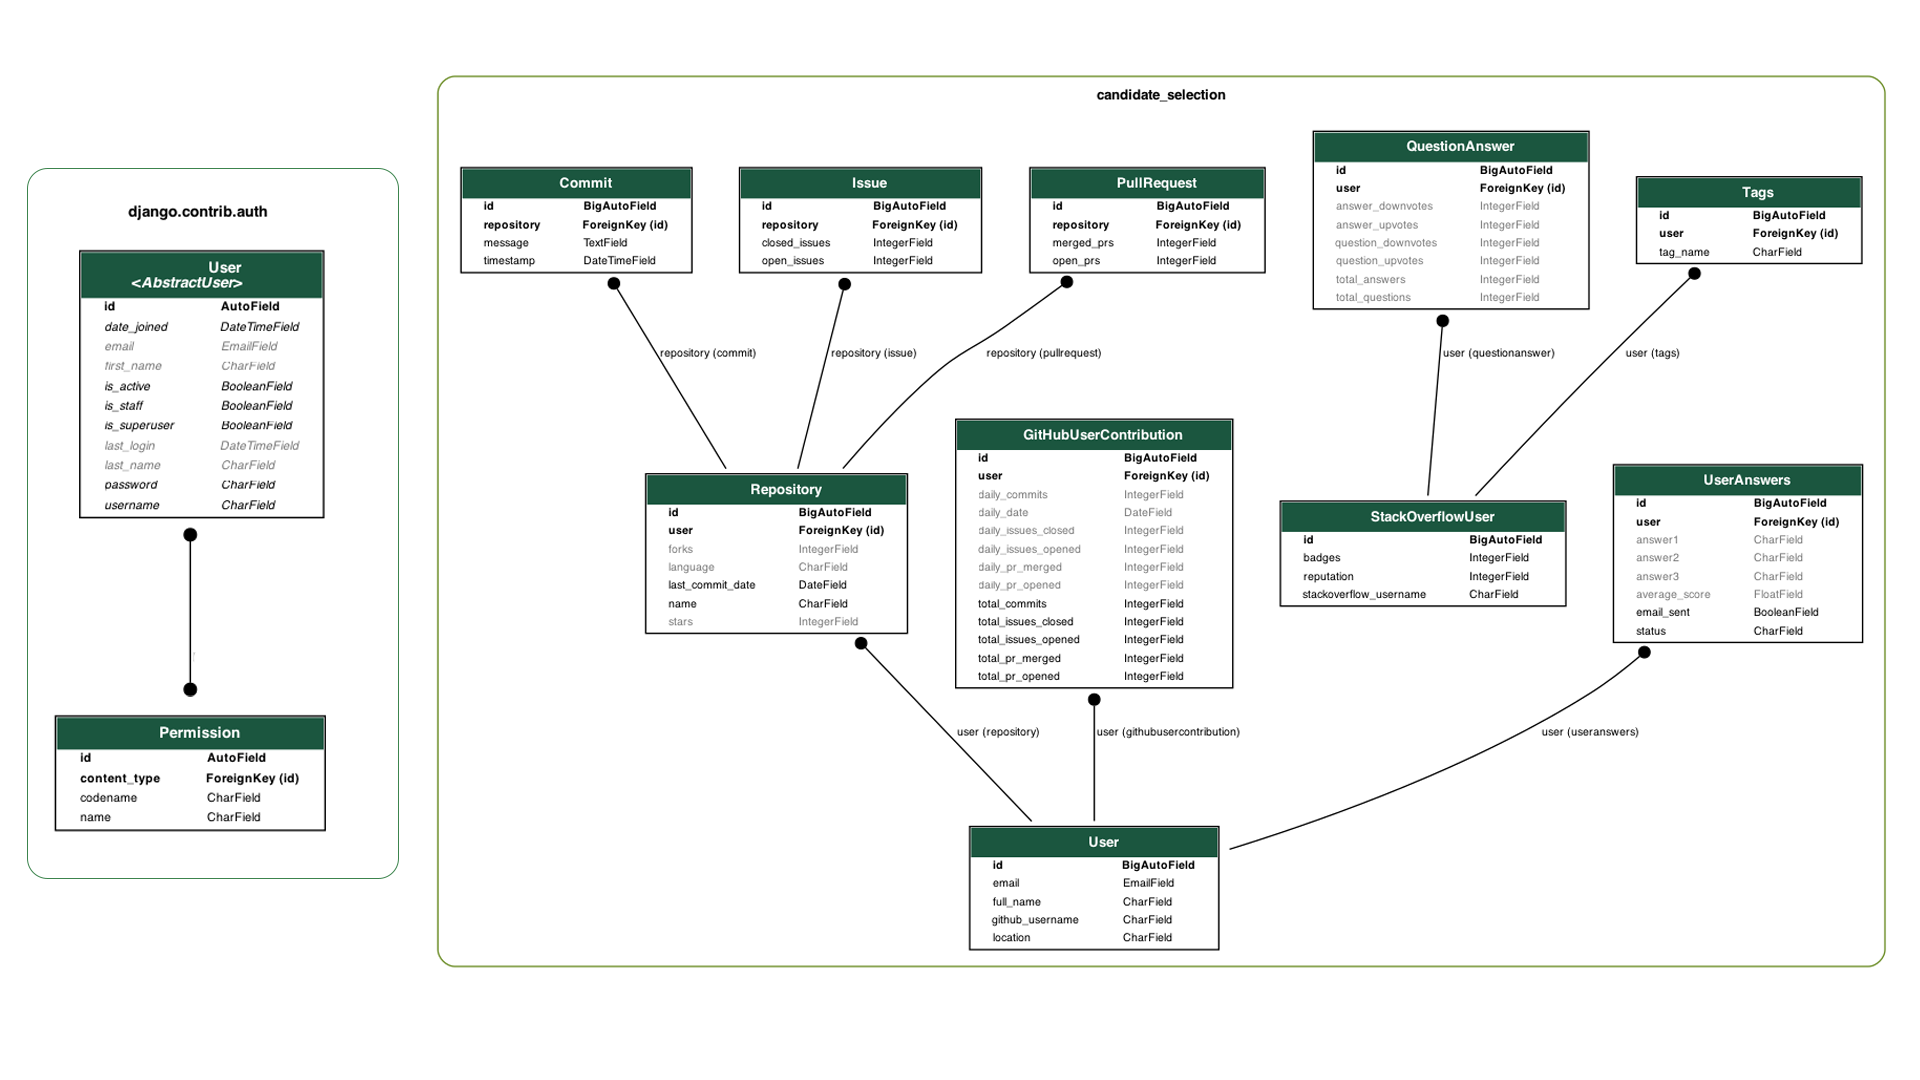 django.contrib.auth
User
<AbstractUser>
id AutoField
date_joined DateTimeField
email EmailField
first_name CharField
is_active BooleanField
is_staff BooleanField
is_superuser BooleanField
last_login DateTimeField
last_name CharField
password CharField
username CharField
Permission
id AutoField
content_type ForeignKey (id)
codename CharField
name CharField
candidate_selection
Commit
id BigAutoField
repository ForeignKey (id)
message TextField
timestamp DateTimeField
Issue
id BigAutoField
repository ForeignKey (id)
closed_issues IntegerField
open_issues IntegerField
PullRequest
id BigAutoField
repository ForeignKey (id)
merged_prs IntegerField
open_prs IntegerField
QuestionAnswer
id BigAutoField
user ForeignKey (id)
answer_downvotes IntegerField
answer_upvotes IntegerField
question_downvotes IntegerField
question_upvotes IntegerField
total_answers IntegerField
total_questions IntegerField
Tags
id BigAutoField
user ForeignKey (id)
tag_name CharField
repository (commit)
repository (issue)
repository (pullrequest)
user (questionanswer)
user (tags)
Repository
id BigAutoField
user ForeignKey (id)
forks IntegerField
language CharField
last_commit_date DateField
name CharField
stars IntegerField
GitHubUserContribution
id BigAutoField
user ForeignKey (id)
daily_commits IntegerField
daily_date DateField
daily_issues_closed IntegerField
daily_issues_opened IntegerField
daily_pr_merged IntegerField
daily_pr_opened IntegerField
total_commits IntegerField
total_issues_closed IntegerField
total_issues_opened IntegerField
total_pr_merged IntegerField
total_pr_opened IntegerField
StackOverflowUser
id BigAutoField
badges IntegerField
reputation IntegerField
stackoverflow_username CharField
UserAnswers
id BigAutoField
user ForeignKey (id)
answer1 CharField
answer2 CharField
answer3 CharField
average_score FloatField
email_sent BooleanField
status CharField
user (repository)
user (githubusercontribution)
user (useranswers)
User
id BigAutoField
email EmailField
full_name CharField
github_username CharField
location CharField